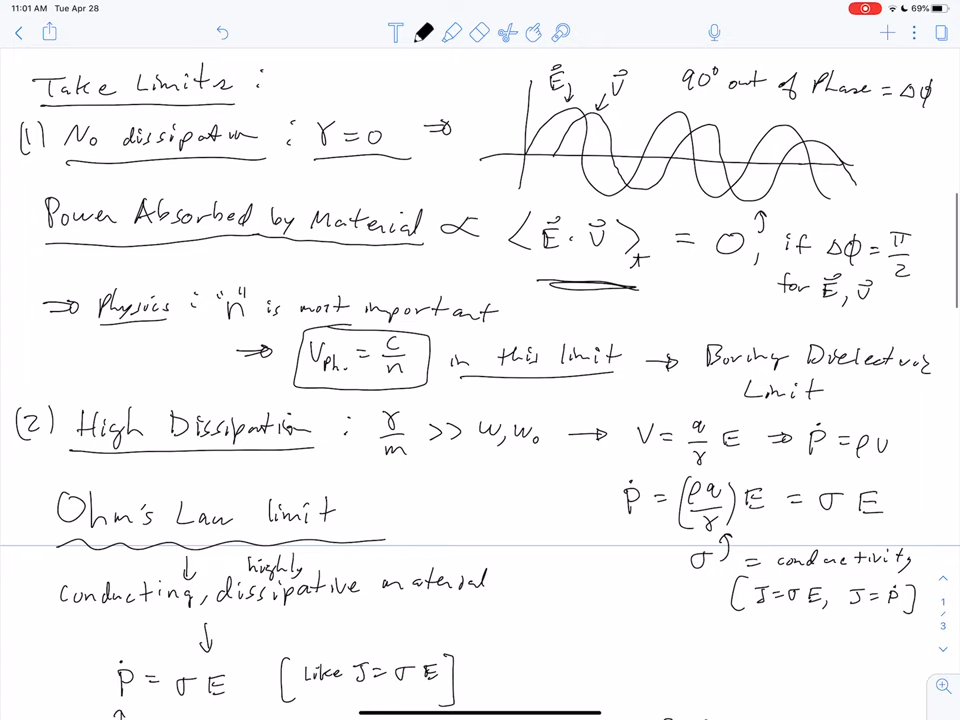 11:01 AM Tue Apr 28
69%
Take Limits :
E⃗ v⃗ 90° out of Phase = Δϕ
(1) No dissipation : γ = 0 ⇒
Power Absorbed by Material ∝ ⟨E⃗ · v⃗⟩t = 0, if Δϕ = π/2
for E⃗, v⃗
⇒ Physics : "n" is most important
⇒ Vph. = c/n in this limit → Boring Dielectric
Limit
(2) High Dissipation : γ/m >> ω, ω0 → V = q/γ E ⇒ Ṗ = ρv
Ṗ = (ρq/γ) E = σ E
Ohm's Law limit
σ = conductivity
highly
conducting, dissipative material
[J = σE, J = Ṗ]
Ṗ = σ E [Like J = σ E]
1
/
3